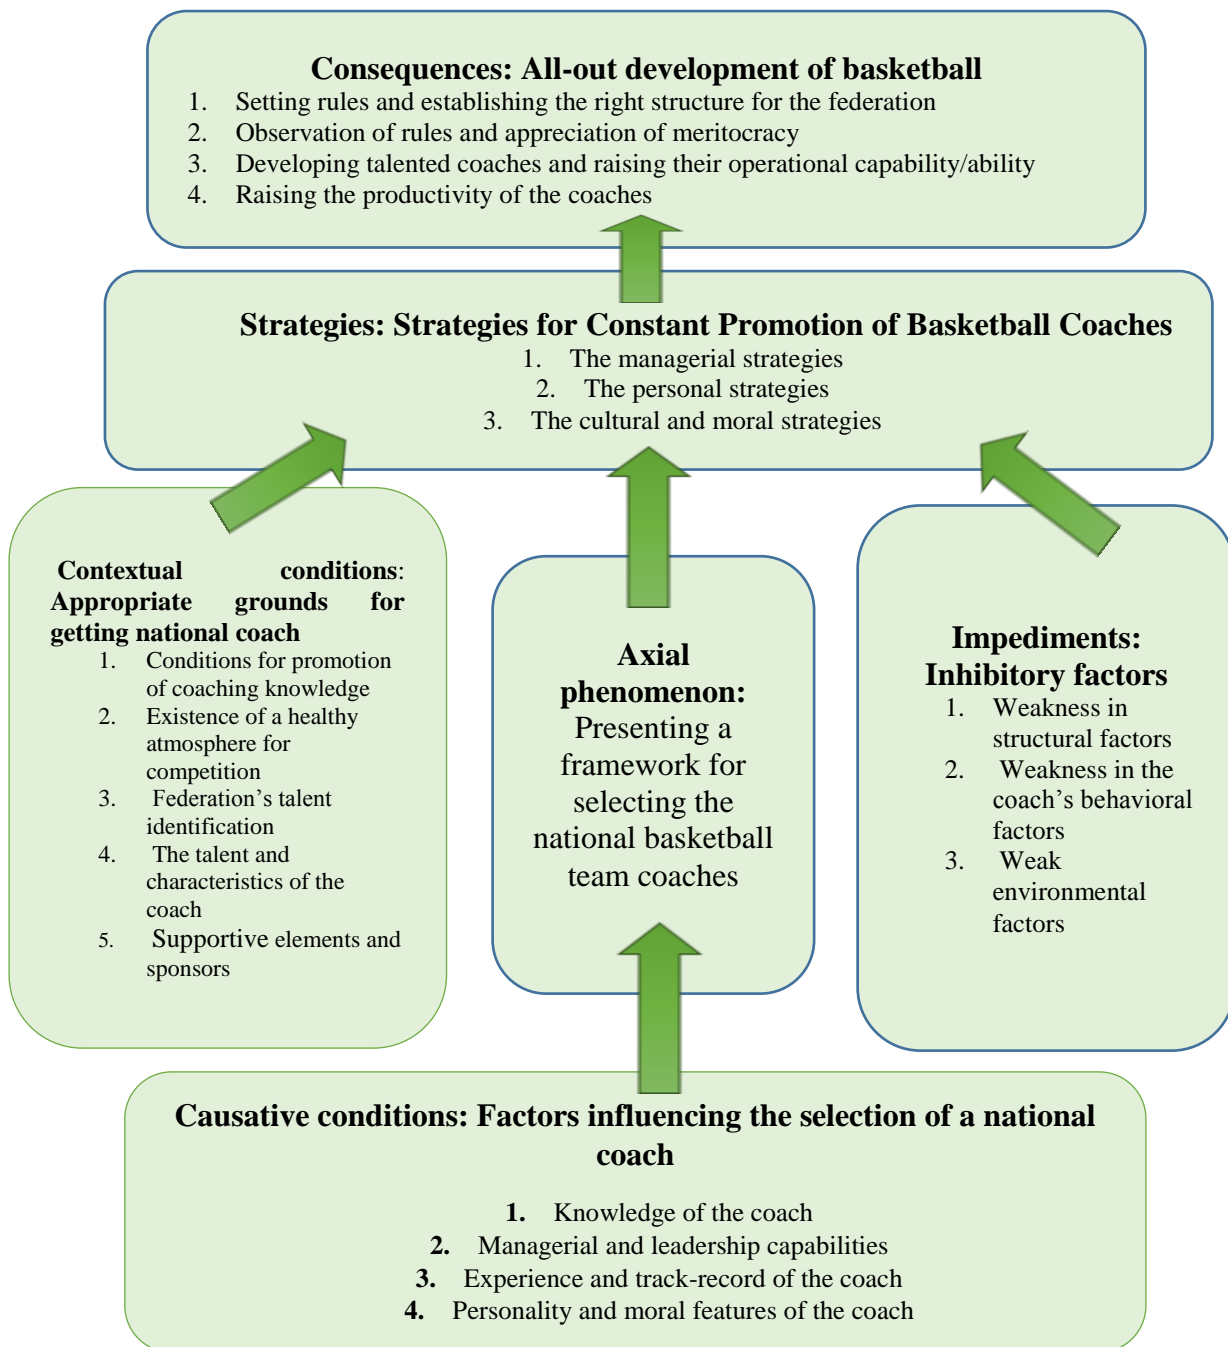 Consequences: All-out development of basketball
1. Setting rules and establishing the right structure for the federation
2. Observation of rules and appreciation of meritocracy
3. Developing talented coaches and raising their operational capability/ability
4. Raising the productivity of the coaches
Strategies: Strategies for Constant Promotion of Basketball Coaches
1. The managerial strategies
2. The personal strategies
3. The cultural and moral strategies
Contextual conditions:
Appropriate grounds for
getting national coach
1. Conditions for promotion
of coaching knowledge
2. Existence of a healthy
atmosphere for
competition
3. Federation’s talent
identification
4. The talent and
characteristics of the
coach
5. Supportive elements and
sponsors
Axial
phenomenon:
Presenting a
framework for
selecting the
national basketball
team coaches
Impediments:
Inhibitory factors
1. Weakness in
structural factors
2. Weakness in the
coach’s behavioral
factors
3. Weak
environmental
factors
Causative conditions: Factors influencing the selection of a national
coach
1. Knowledge of the coach
2. Managerial and leadership capabilities
3. Experience and track-record of the coach
4. Personality and moral features of the coach